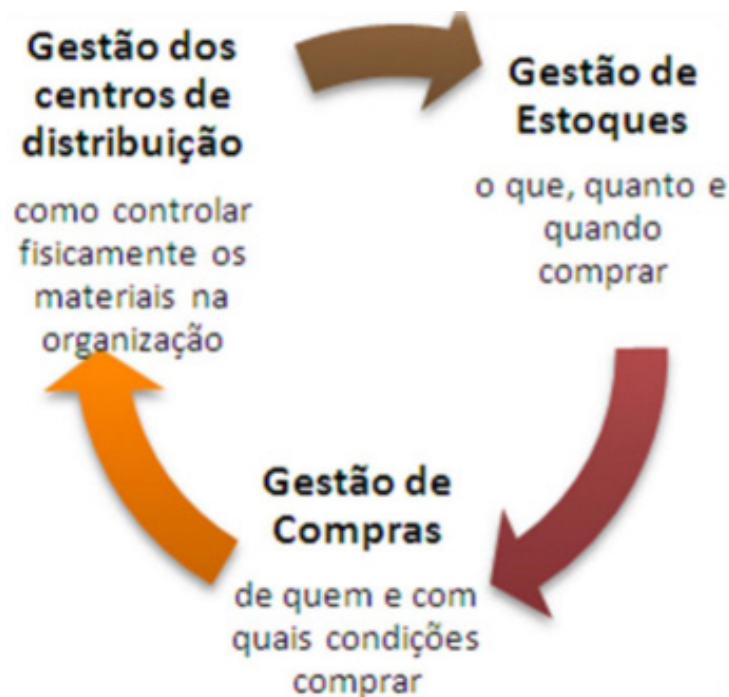 Gestão dos
centros de
distribuição
como controlar
fisicamente os
materiais na
organização
Gestão de
Estoques
o que, quanto e
quando
comprar
Gestão de
Compras
de quem e com
quais condições
comprar